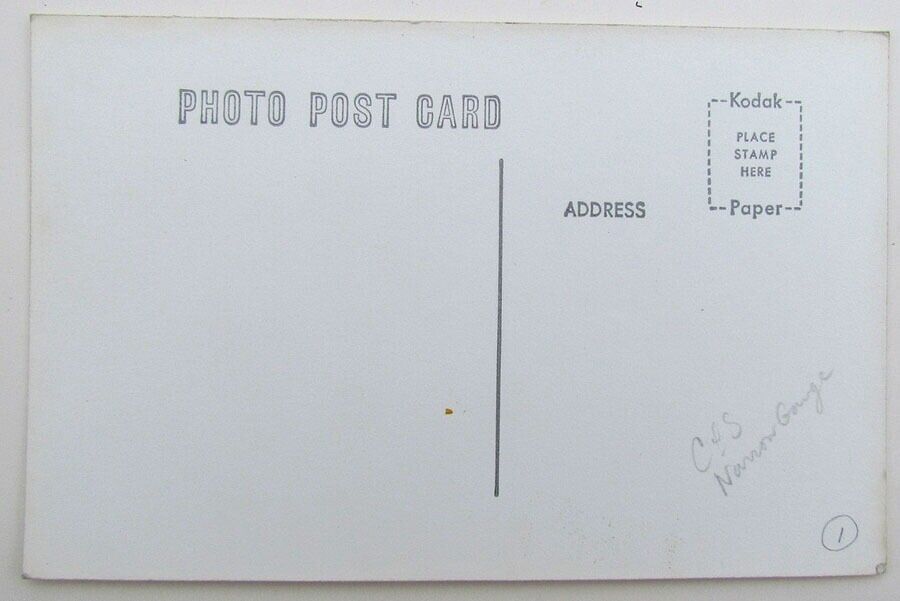 PHOTO POST CARD
Kodak
PLACE
STAMP
HERE
Paper
ADDRESS
C&S
Narrow Gauge
1